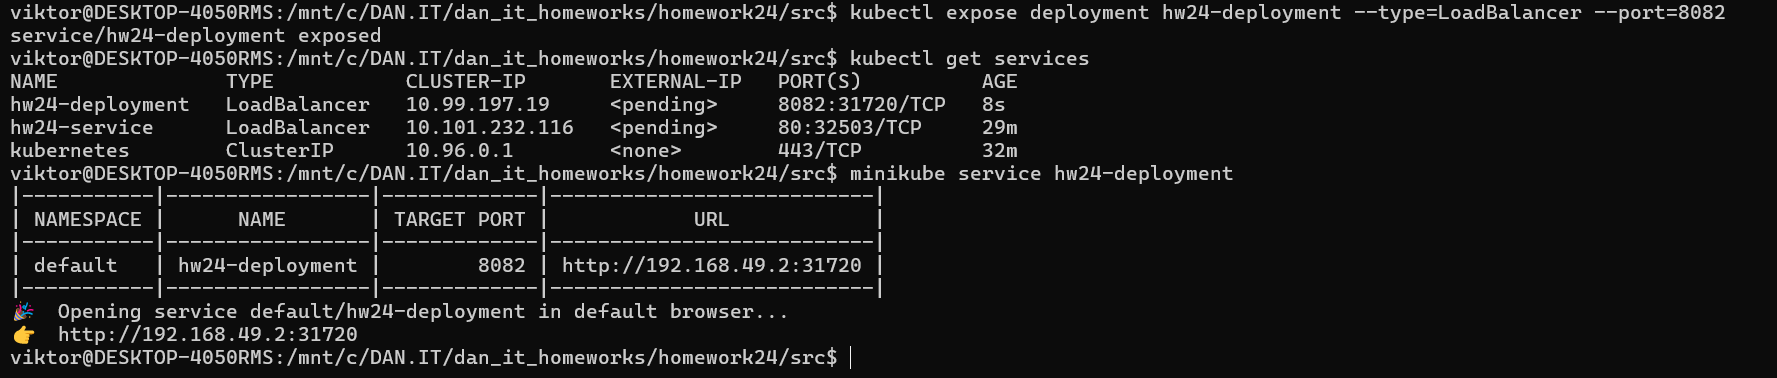 viktor@DESKTOP-4050RMS:/mnt/c/DAN.IT/dan_it_homeworks/homework24/src$ kubectl expose deployment hw24-deployment --type=LoadBalancer --port=8082
service/hw24-deployment exposed
viktor@DESKTOP-4050RMS:/mnt/c/DAN.IT/dan_it_homeworks/homework24/src$ kubectl get services
NAME              TYPE           CLUSTER-IP       EXTERNAL-IP   PORT(S)          AGE
hw24-deployment   LoadBalancer   10.99.197.19     <pending>     8082:31720/TCP   8s
hw24-service      LoadBalancer   10.101.232.116   <pending>     80:32503/TCP     29m
kubernetes        ClusterIP      10.96.0.1        <none>        443/TCP          32m
viktor@DESKTOP-4050RMS:/mnt/c/DAN.IT/dan_it_homeworks/homework24/src$ minikube service hw24-deployment
|-----------|-----------------|-------------|---------------------------|
| NAMESPACE |      NAME       | TARGET PORT |            URL            |
|-----------|-----------------|-------------|---------------------------|
| default   | hw24-deployment |        8082 | http://192.168.49.2:31720 |
|-----------|-----------------|-------------|---------------------------|
🎉  Opening service default/hw24-deployment in default browser...
👉  http://192.168.49.2:31720
viktor@DESKTOP-4050RMS:/mnt/c/DAN.IT/dan_it_homeworks/homework24/src$